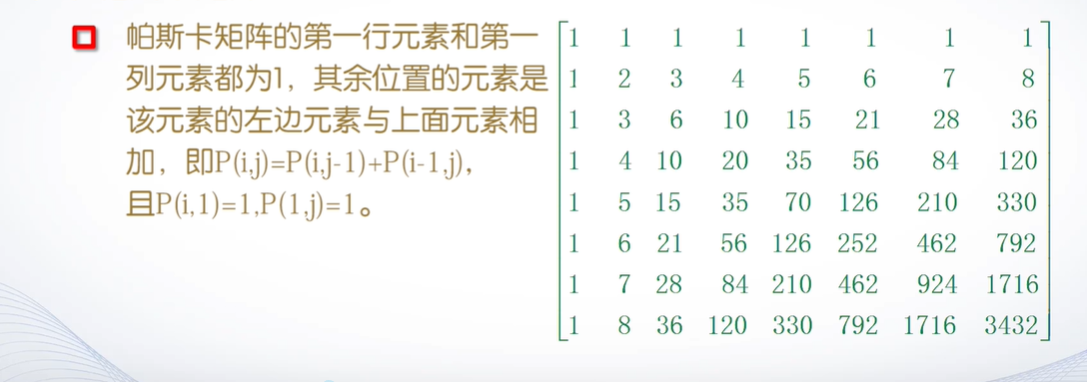 帕斯卡矩阵的第一行元素和第一
列元素都为1，其余位置的元素是
该元素的左边元素与上面元素相
加，即P(i,j)=P(i,j-1)+P(i-1,j)，
且P(i,1)=1,P(1,j)=1。
1 1 1 1 1 1 1 1
1 2 3 4 5 6 7 8
1 3 6 10 15 21 28 36
1 4 10 20 35 56 84 120
1 5 15 35 70 126 210 330
1 6 21 56 126 252 462 792
1 7 28 84 210 462 924 1716
1 8 36 120 330 792 1716 3432